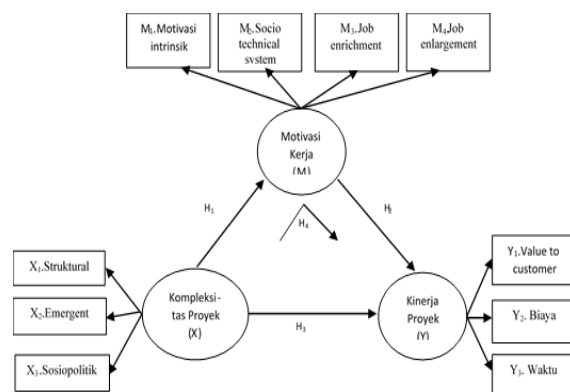 M1.Motivasi
intrinsik
M2.Socio
technical
system
M3.Job
enrichment
M4.Job
enlargement
Motivasi
Kerja
(M)
H1
H4
X1.Struktural
X2.Emergent
X3.Sosiopolitik
Kompleksi-
tas Proyek
(X)
H3
Kinerja
Proyek
(Y)
Y1.Value to
customer
Y2. Biaya
Y3. Waktu